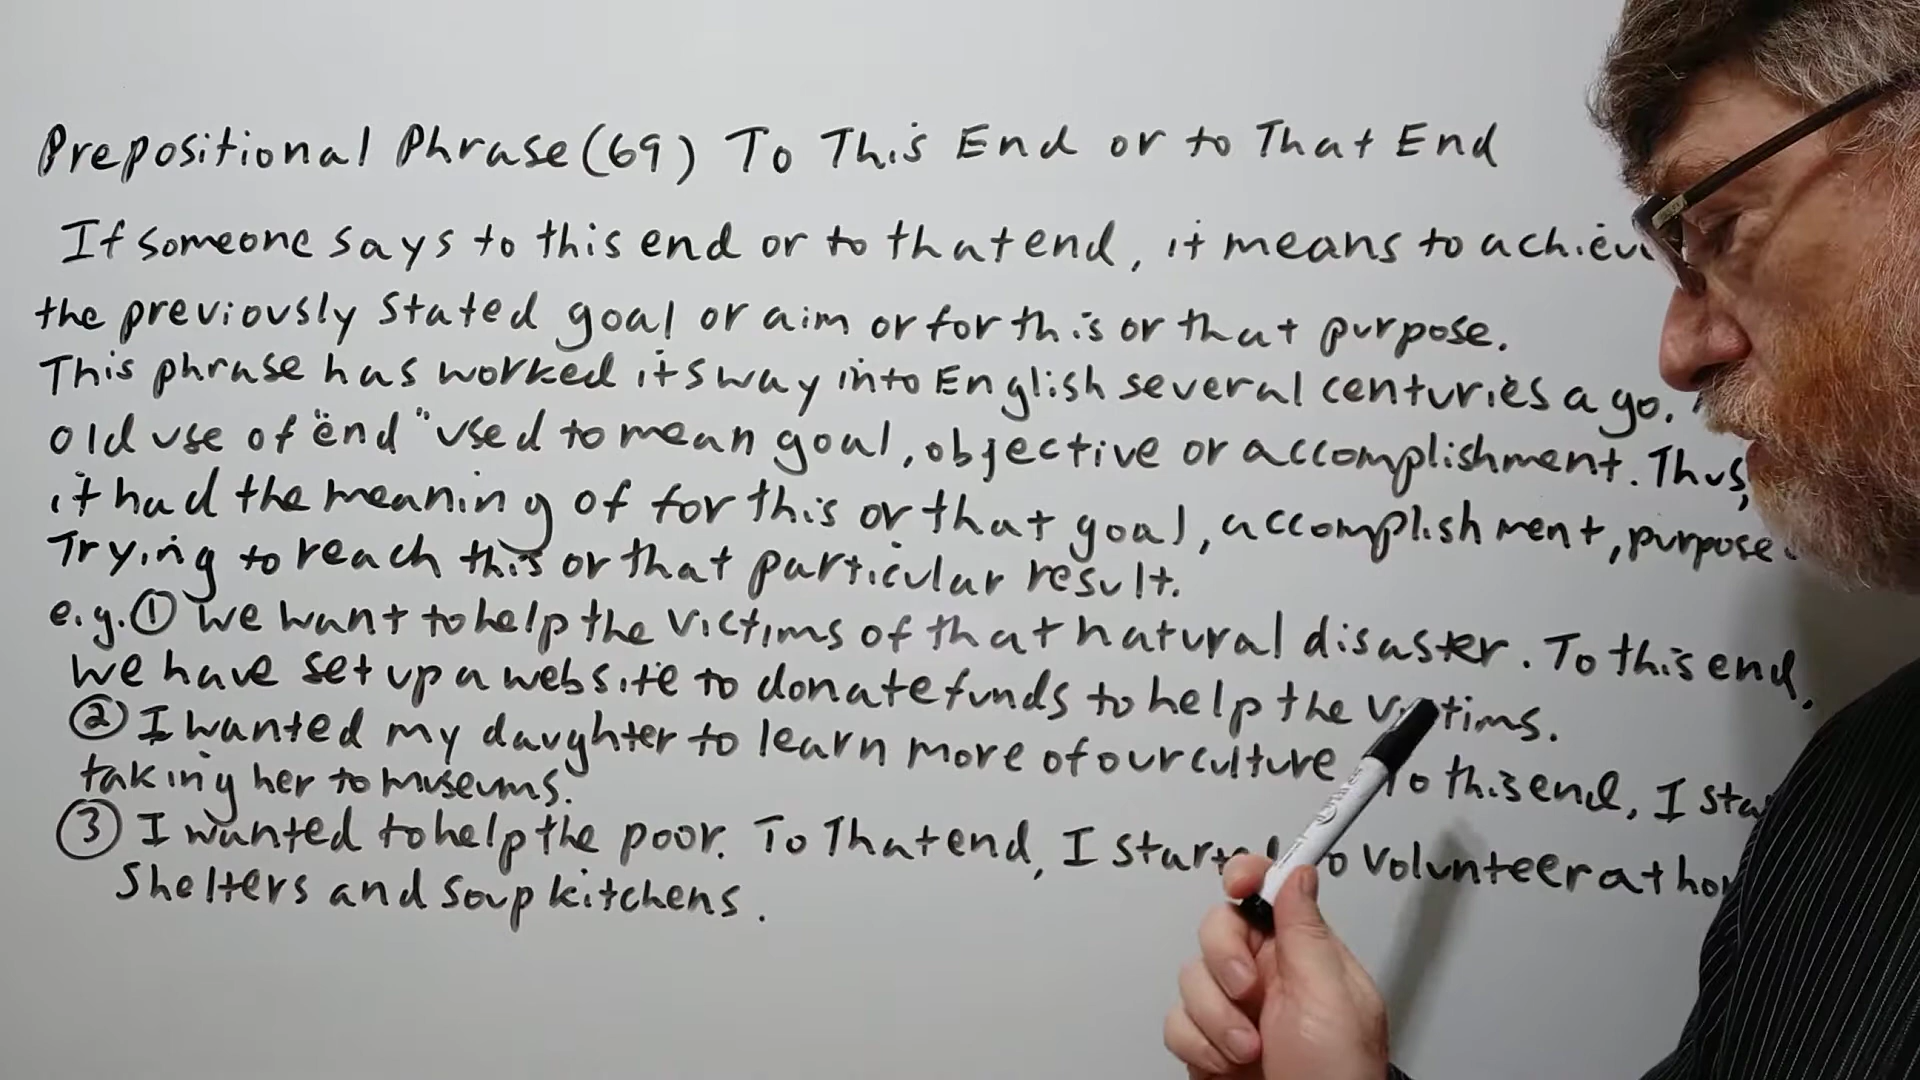 Prepositional Phrase (69) To This End or to That End
If someone says to this end or to that end, it means to
the previously stated goal or aim or for this or that purpose.
This phrase has worked its way into English several centuries ago.
old use of "end" used to mean goal, objective or accomplishment. Thus,
it had the meaning of for this or that goal, accomplishment, purpose
Trying to reach this or that particular result.
e.g. ① We want to help the victims of that natural disaster. To this end,
we have set up a website to donate funds to help the victims.
② I wanted my daughter to learn more of our culture To this end, I
taking her to museums.
③ I wanted to help the poor. To That end, I to volunteer at
Shelters and soup kitchens.